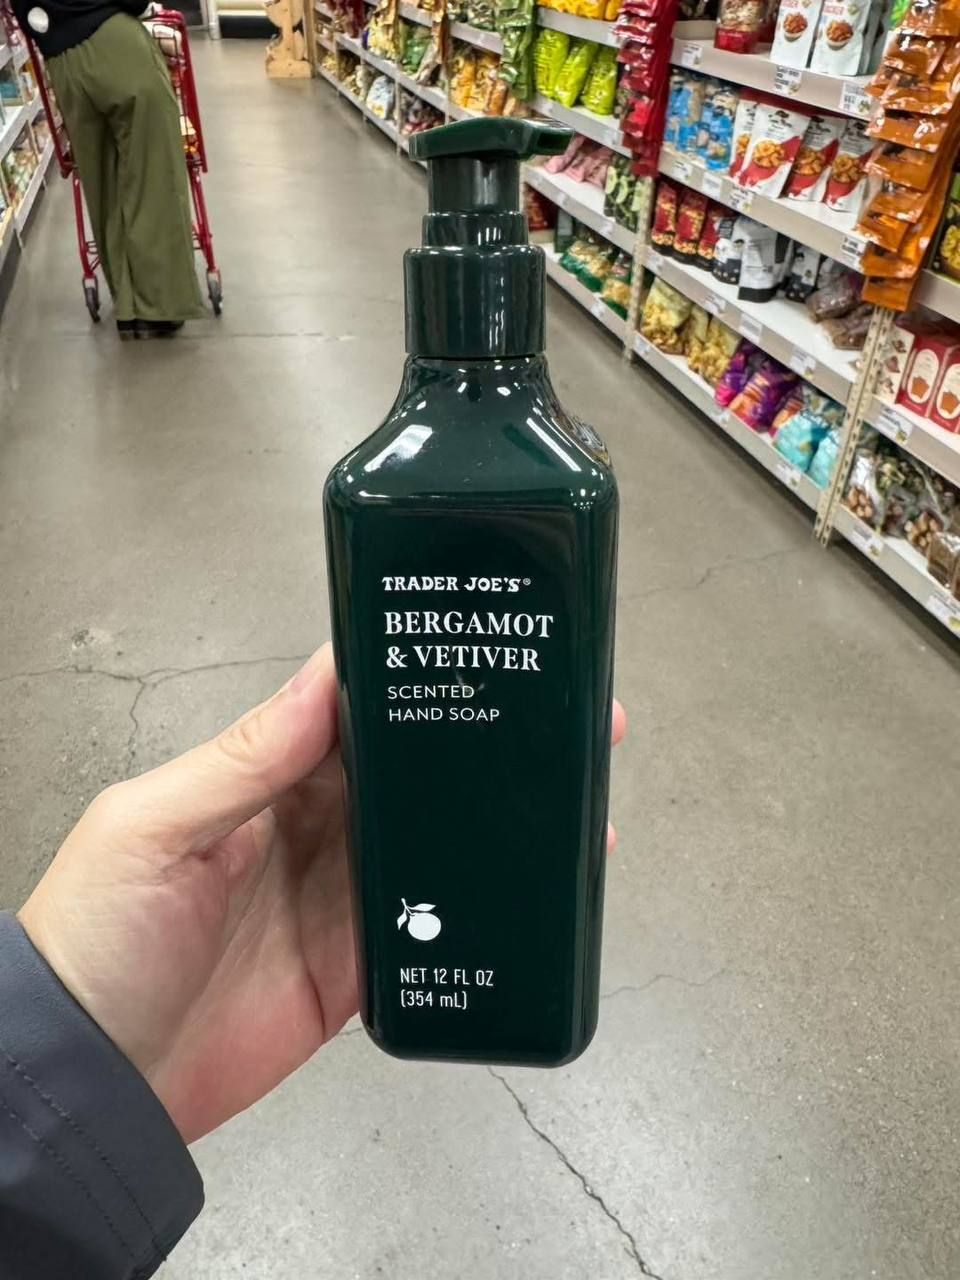 TRADER JOE'S®
BERGAMOT
& VETIVER
SCENTED
HAND SOAP
NET 12 FL OZ
(354 mL)